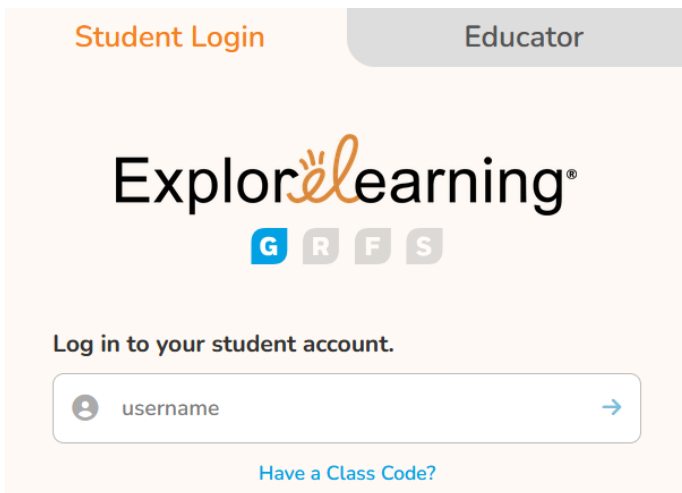 Student Login Educator
Explorelearning®
G R F S
Log in to your student account.
username
Have a Class Code?